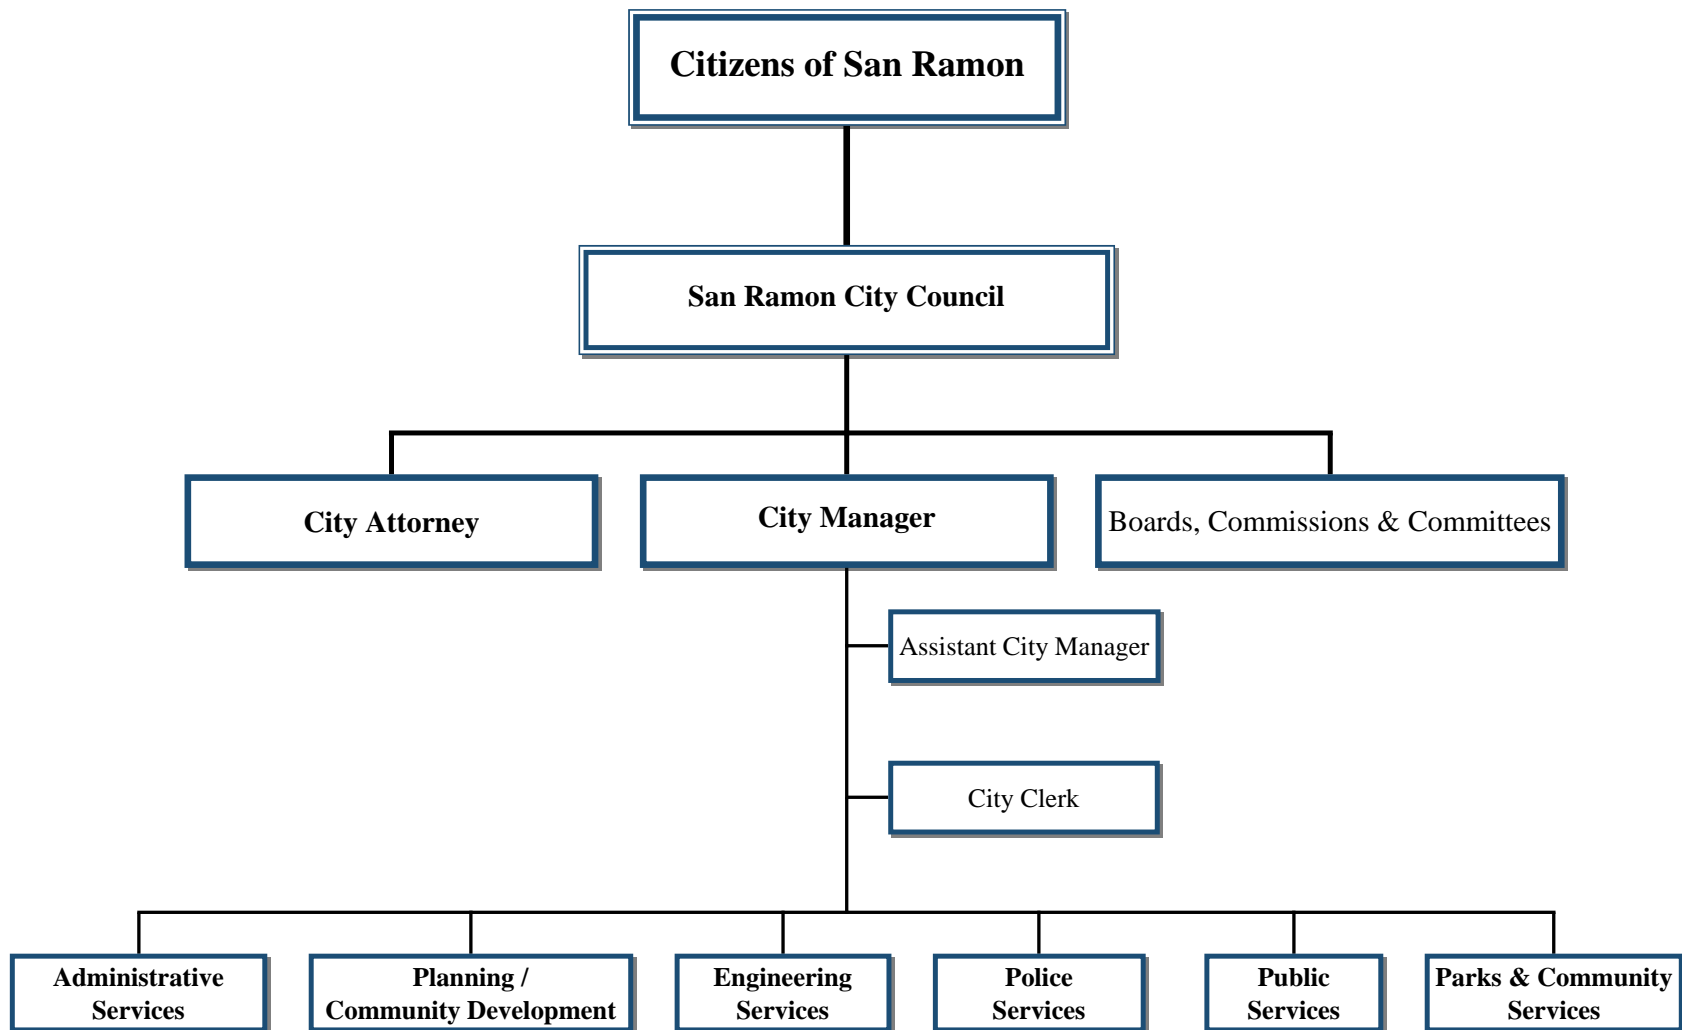 Citizens of San Ramon
San Ramon City Council
City Attorney
City Manager
Boards, Commissions & Committees
Assistant City Manager
City Clerk
Administrative
Services
Planning /
Community Development
Engineering
Services
Police
Services
Public
Services
Parks & Community
Services